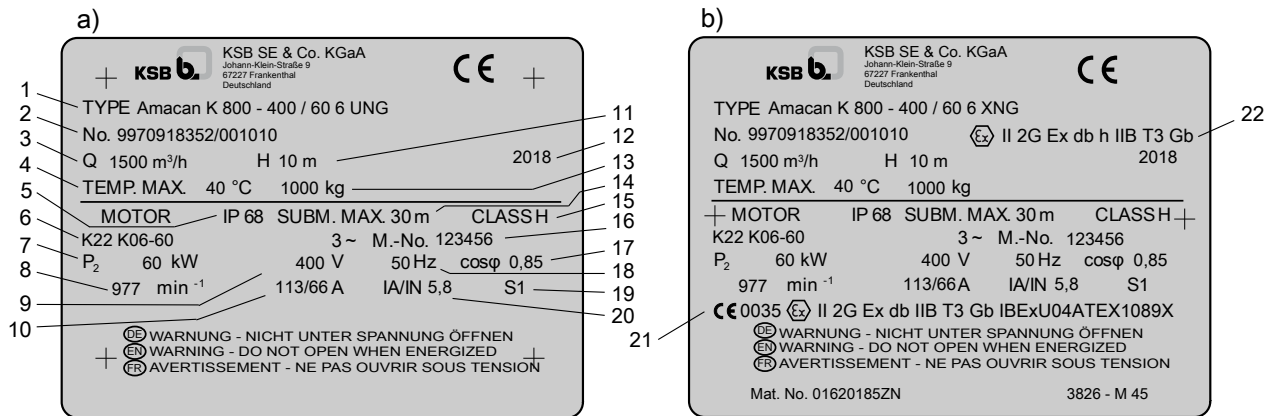 a)
KSB b.
KSB SE & Co. KGaA
Johann-Klein-Straße 9
67227 Frankenthal
Deutschland
CE
1 TYPE Amacan K 800 - 400 / 60 6 UNG
2 No. 9970918352/001010
3 Q 1500 m³/h H 10 m 11
2018 12
4 TEMP. MAX. 40 °C 1000 kg 13
5 MOTOR IP 68 SUBM. MAX. 30 m 14 CLASS H 15
6 K22 K06-60 3 ~ M.-No. 123456 16
7 P₂ 60 kW 400 V 9 50 Hz 18 cosφ 0,85 17
8 977 min ⁻¹ 113/66 A 10 IA/IN 5,8 20 S1 19
DE WARNUNG - NICHT UNTER SPANNUNG ÖFFNEN
EN WARNING - DO NOT OPEN WHEN ENERGIZED
FR AVERTISSEMENT - NE PAS OUVRIR SOUS TENSION
b)
KSB b.
KSB SE & Co. KGaA
Johann-Klein-Straße 9
67227 Frankenthal
Deutschland
CE
TYPE Amacan K 800 - 400 / 60 6 XNG
No. 9970918352/001010 Ex II 2G Ex db h IIB T3 Gb 22
Q 1500 m³/h H 10 m 2018
TEMP. MAX. 40 °C 1000 kg
MOTOR IP 68 SUBM. MAX. 30 m CLASS H
K22 K06-60 3 ~ M.-No. 123456
P₂ 60 kW 400 V 50 Hz cosφ 0,85
977 min ⁻¹ 113/66 A IA/IN 5,8 S1
21 CE 0035 Ex II 2G Ex db IIB T3 Gb IBExU04ATEX1089X
DE WARNUNG - NICHT UNTER SPANNUNG ÖFFNEN
EN WARNING - DO NOT OPEN WHEN ENERGIZED
FR AVERTISSEMENT - NE PAS OUVRIR SOUS TENSION
Mat. No. 01620185ZN 3826 - M 45